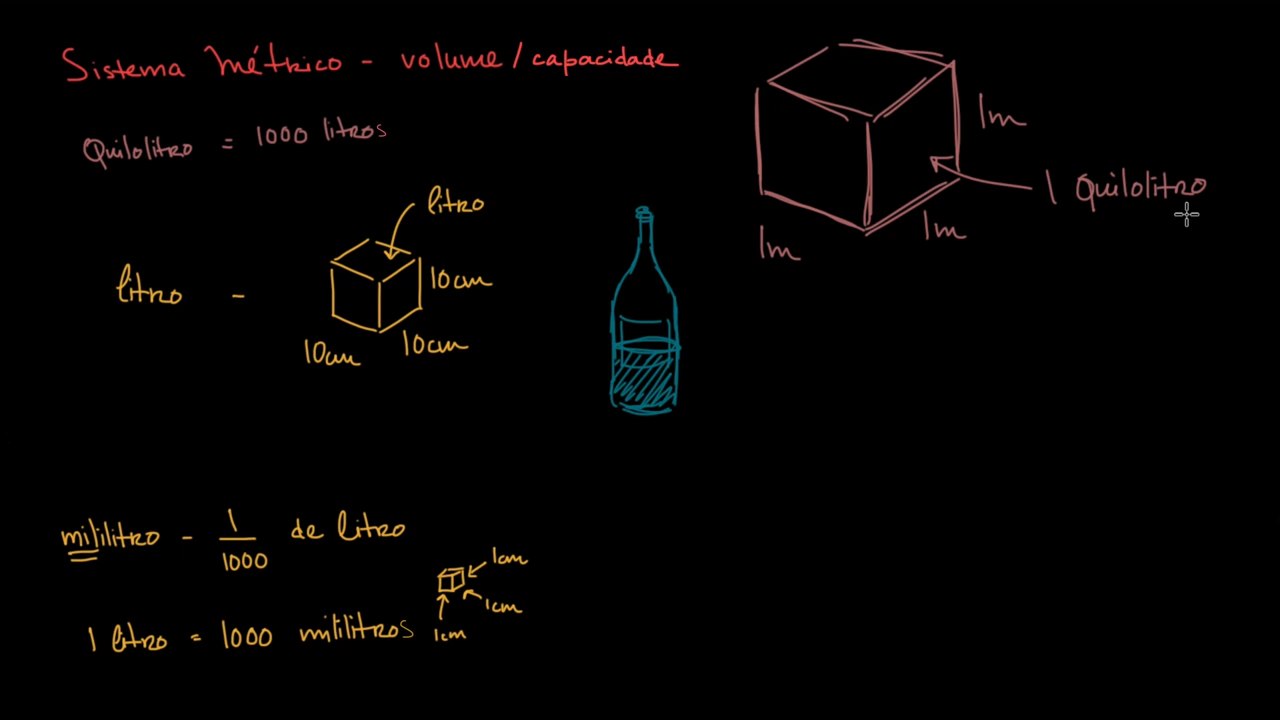 Sistema Métrico - volume/capacidade
Quilolitro = 1000 litros
1m
1 Quilolitro
1m
1m
litro
litro -
10cm
10cm
10cm
mililitro - 1/1000 de litro
1cm
1cm
1cm
1 litro = 1000 mililitros